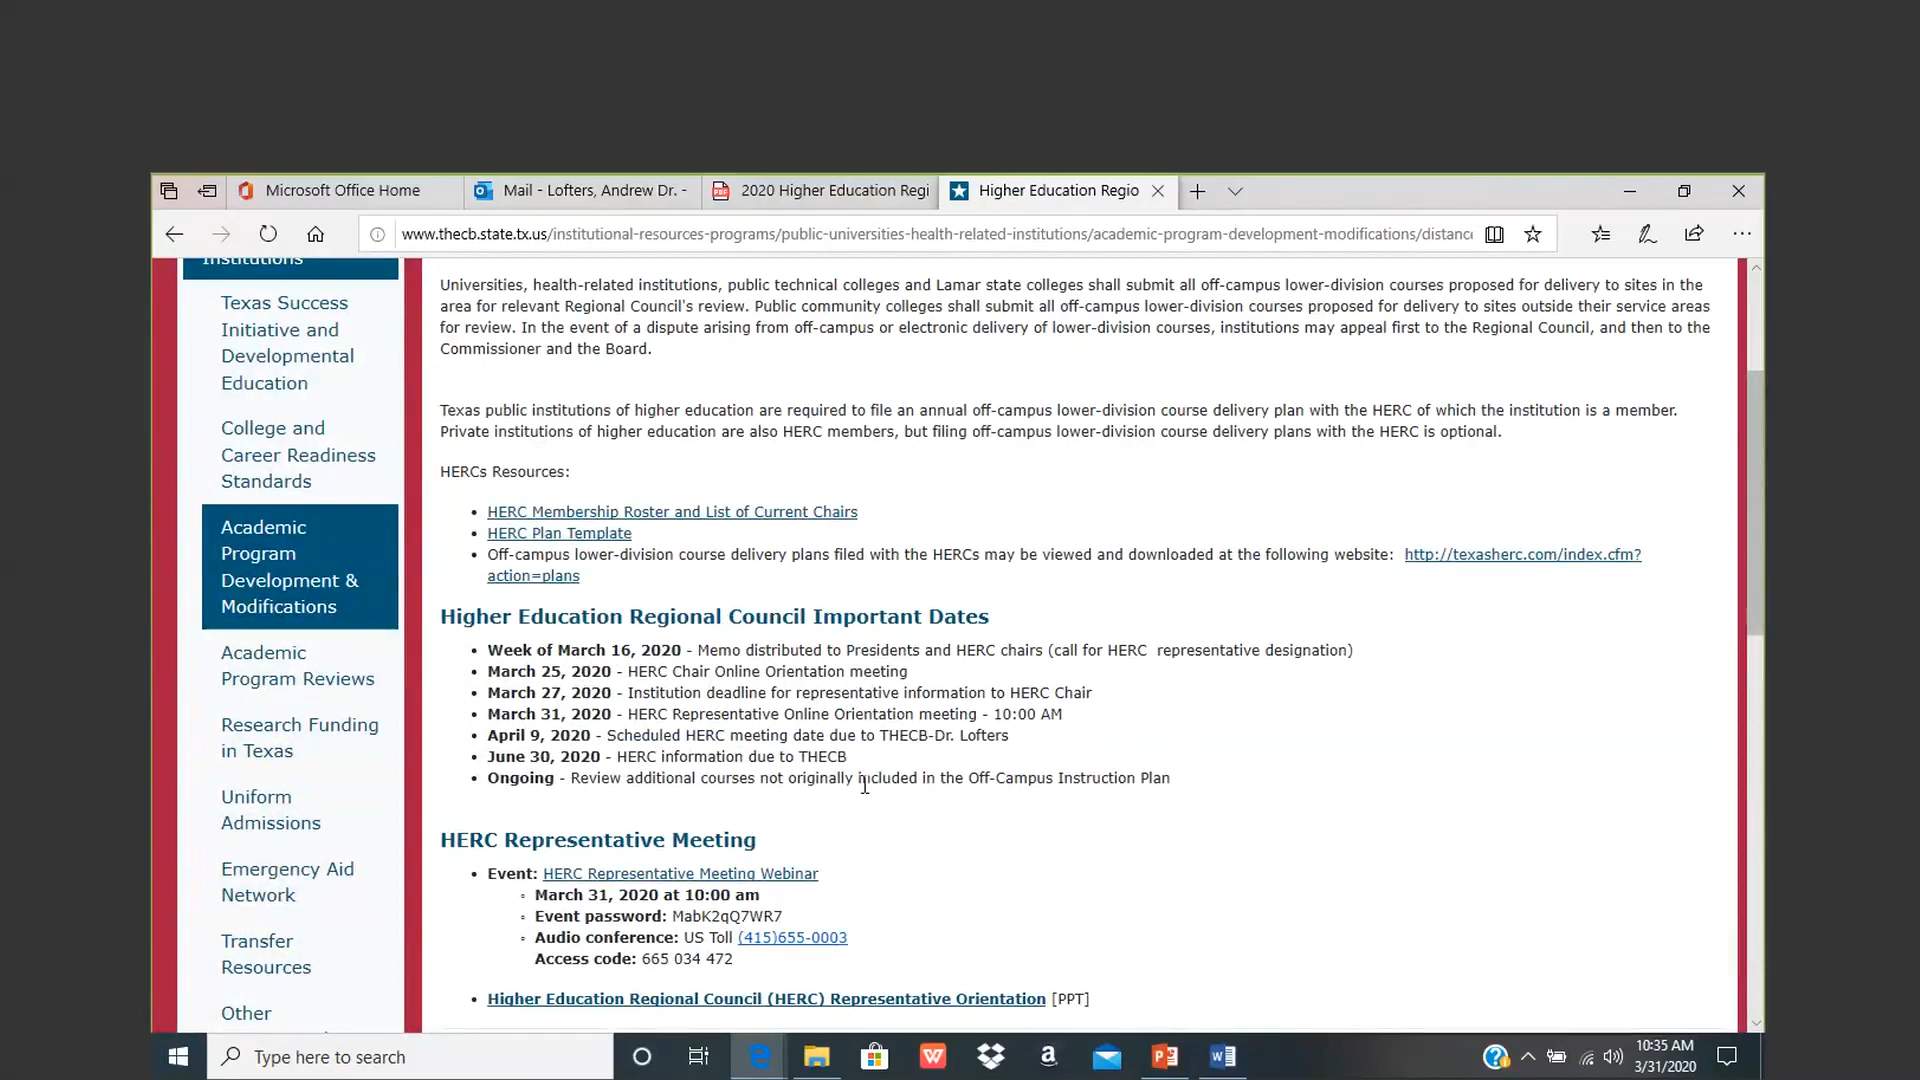 Microsoft Office Home
Mail - Lofters, Andrew Dr. -
2020 Higher Education Regi
Higher Education Regio
www.thecb.state.tx.us/institutional-resources-programs/public-universities-health-related-institutions/academic-program-development-modifications/distanc
Institutions
Texas Success
Initiative and
Developmental
Education
College and
Career Readiness
Standards
Academic
Program
Development &
Modifications
Academic
Program Reviews
Research Funding
in Texas
Uniform
Admissions
Emergency Aid
Network
Transfer
Resources
Other
Universities, health-related institutions, public technical colleges and Lamar state colleges shall submit all off-campus lower-division courses proposed for delivery to sites in the
area for relevant Regional Council's review. Public community colleges shall submit all off-campus lower-division courses proposed for delivery to sites outside their service areas
for review. In the event of a dispute arising from off-campus or electronic delivery of lower-division courses, institutions may appeal first to the Regional Council, and then to the
Commissioner and the Board.
Texas public institutions of higher education are required to file an annual off-campus lower-division course delivery plan with the HERC of which the institution is a member.
Private institutions of higher education are also HERC members, but filing off-campus lower-division course delivery plans with the HERC is optional.
HERCs Resources:
• HERC Membership Roster and List of Current Chairs
• HERC Plan Template
• Off-campus lower-division course delivery plans filed with the HERCs may be viewed and downloaded at the following website: http://texasherc.com/index.cfm?
action=plans
Higher Education Regional Council Important Dates
• Week of March 16, 2020 - Memo distributed to Presidents and HERC chairs (call for HERC representative designation)
• March 25, 2020 - HERC Chair Online Orientation meeting
• March 27, 2020 - Institution deadline for representative information to HERC Chair
• March 31, 2020 - HERC Representative Online Orientation meeting - 10:00 AM
• April 9, 2020 - Scheduled HERC meeting date due to THECB-Dr. Lofters
• June 30, 2020 - HERC information due to THECB
• Ongoing - Review additional courses not originally included in the Off-Campus Instruction Plan
HERC Representative Meeting
• Event: HERC Representative Meeting Webinar
◦ March 31, 2020 at 10:00 am
◦ Event password: MabK2qQ7WR7
◦ Audio conference: US Toll (415)655-0003
Access code: 665 034 472
• Higher Education Regional Council (HERC) Representative Orientation [PPT]
Type here to search
10:35 AM
3/31/2020